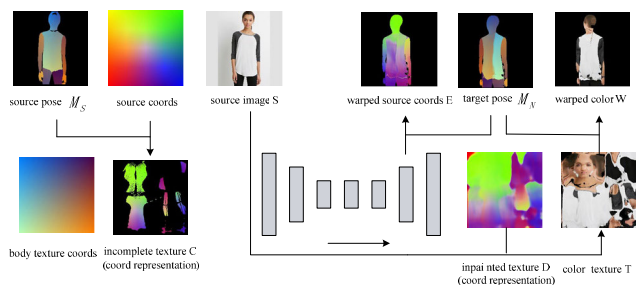 source pose M_S
source coords
source image S
warped source coords E
target pose M_N
warped color W
body texture coords
incomplete texture C
(coord representation)
inpai nted texture D
(coord representation)
color texture T